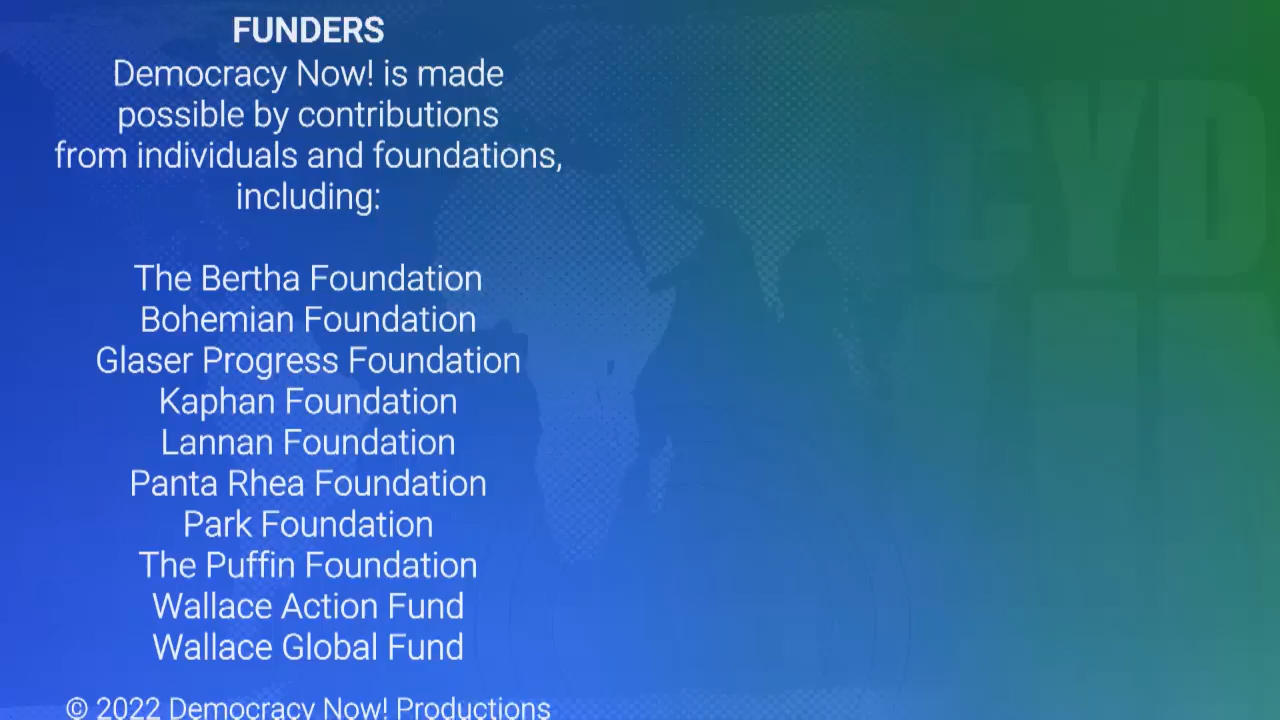 FUNDERS
Democracy Now! is made
possible by contributions
from individuals and foundations,
including:
The Bertha Foundation
Bohemian Foundation
Glaser Progress Foundation
Kaphan Foundation
Lannan Foundation
Panta Rhea Foundation
Park Foundation
The Puffin Foundation
Wallace Action Fund
Wallace Global Fund
© 2022 Democracy Now! Productions
CYD